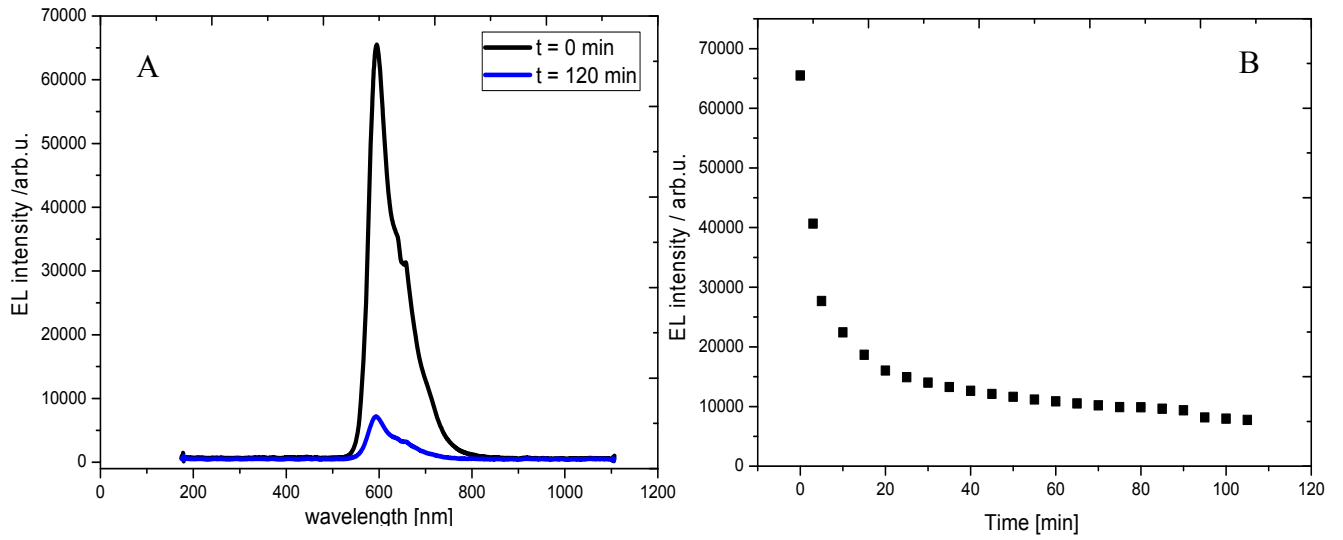 A
t = 0 min
t = 120 min
EL intensity /arb.u.
70000
60000
50000
40000
30000
20000
10000
0
0 200 400 600 800 1000 1200
wavelength [nm]
B
EL intensity / arb.u.
70000
60000
50000
40000
30000
20000
10000
0
0 20 40 60 80 100 120
Time [min]